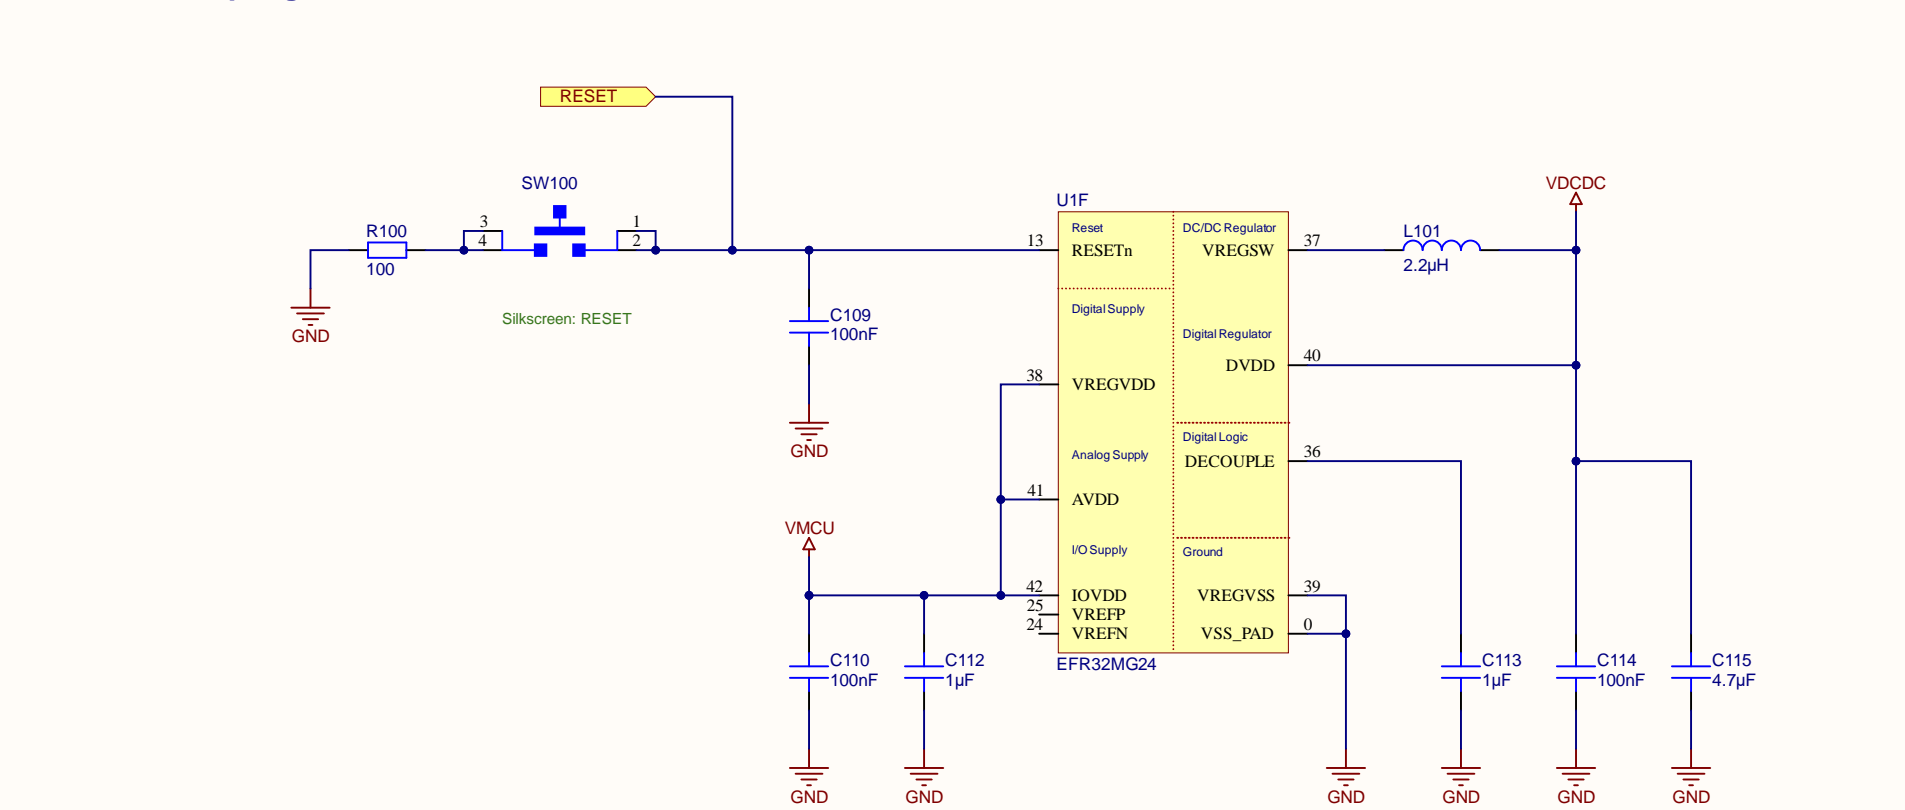 RESET
SW100
VDCDC
U1F
3
1
Reset
DC/DC Regulator
R100
4
2
13
RESETn
VREGSW
37
L101
100
2.2µH
Digital Supply
C109
100nF
Silkscreen: RESET
GND
Digital Regulator
DVDD
40
38
VREGVDD
GND
Digital Logic
Analog Supply
DECOUPLE
36
41
AVDD
VMCU
I/O Supply
Ground
42
IOVDD
VREGVSS
39
25
VREFP
24
VREFN
VSS_PAD
0
EFR32MG24
C110
100nF
C112
1µF
C113
1µF
C114
100nF
C115
4.7µF
GND
GND
GND
GND
GND
GND